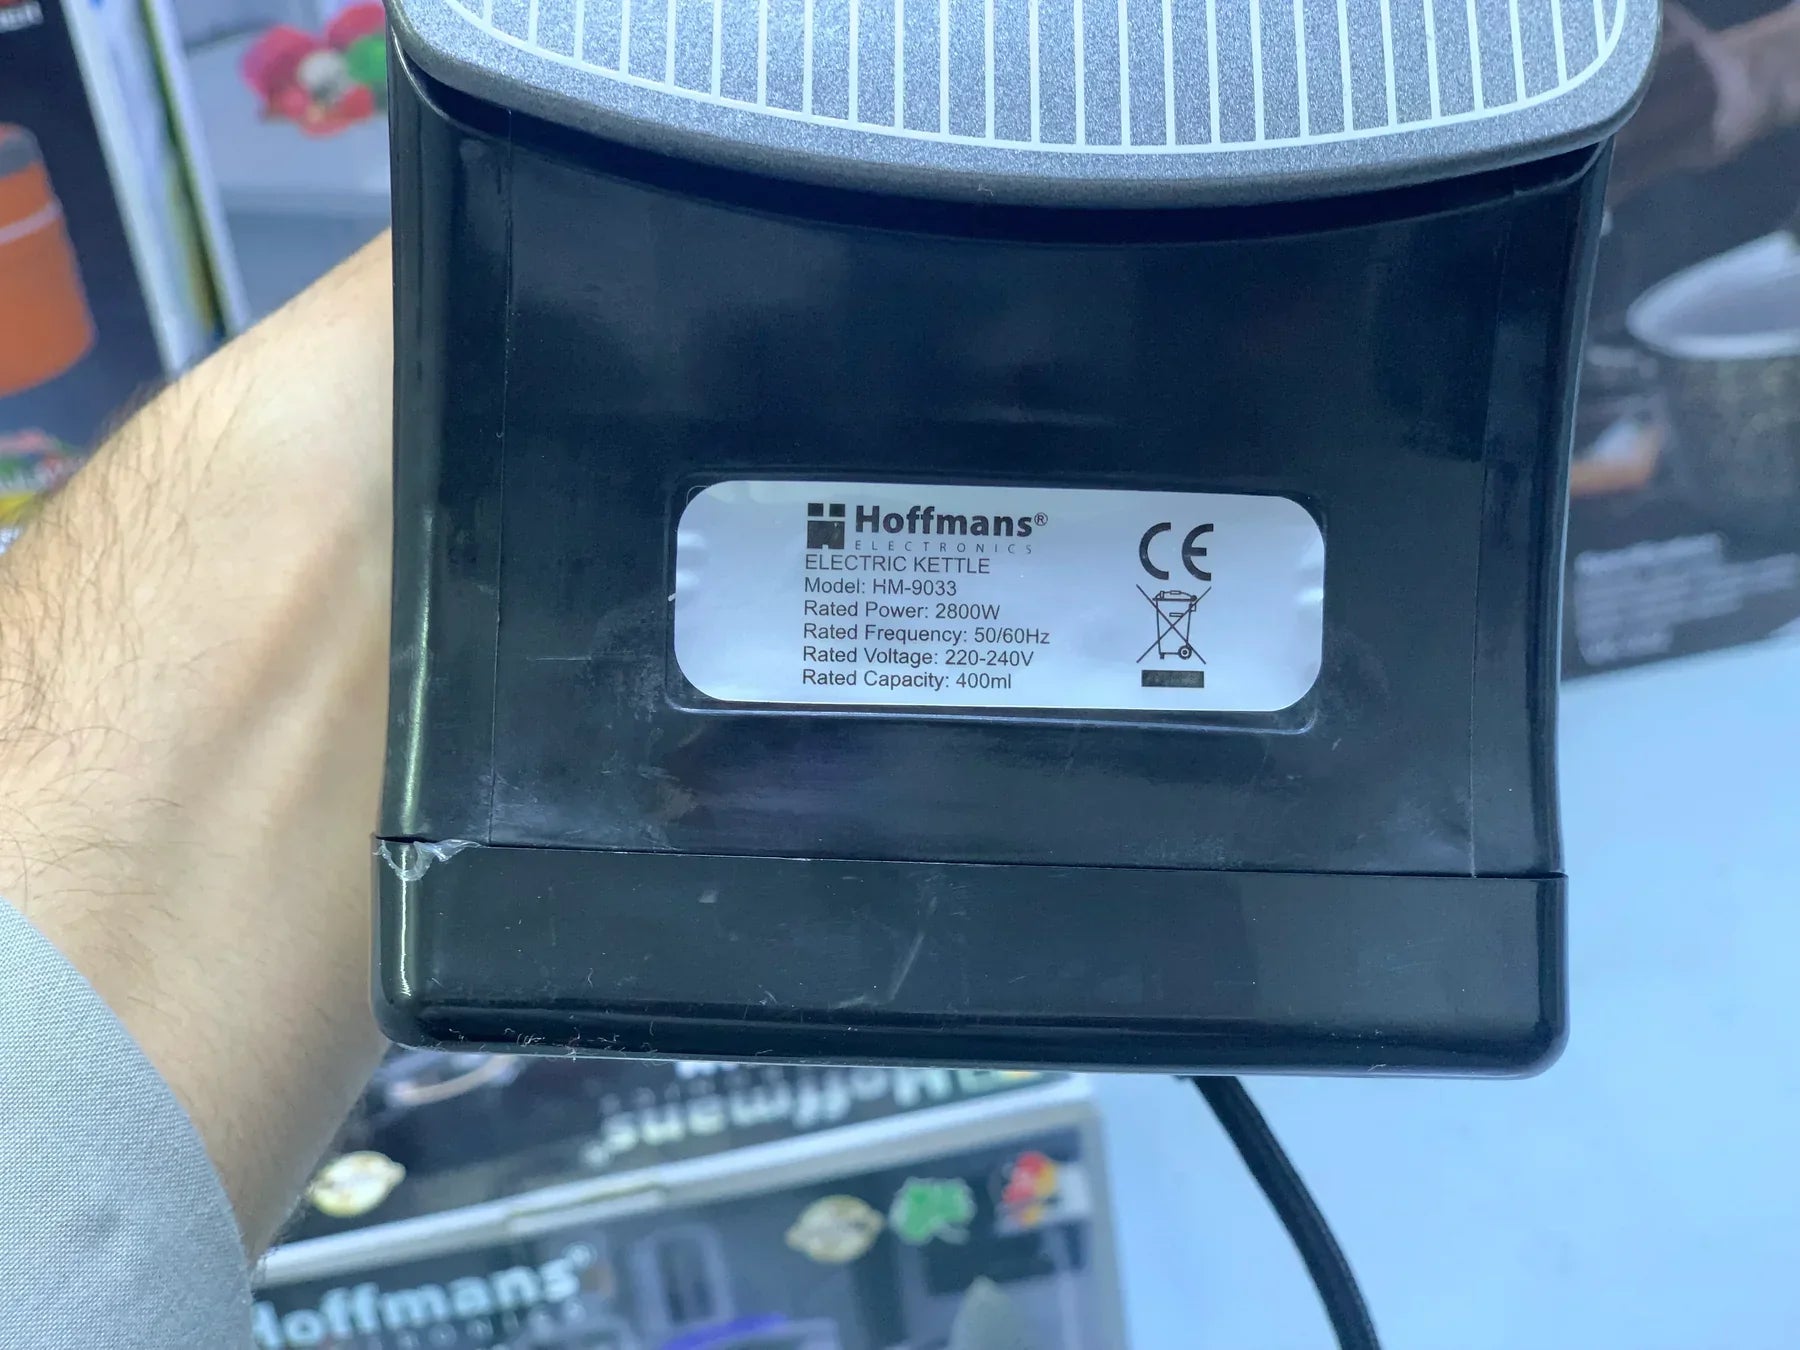 Hoffmans®
ELECTRONICS
ELECTRIC KETTLE
Model: HM-9033
Rated Power: 2800W
Rated Frequency: 50/60Hz
Rated Voltage: 220-240V
Rated Capacity: 400ml
CE
Hoffmans
Hoffmans